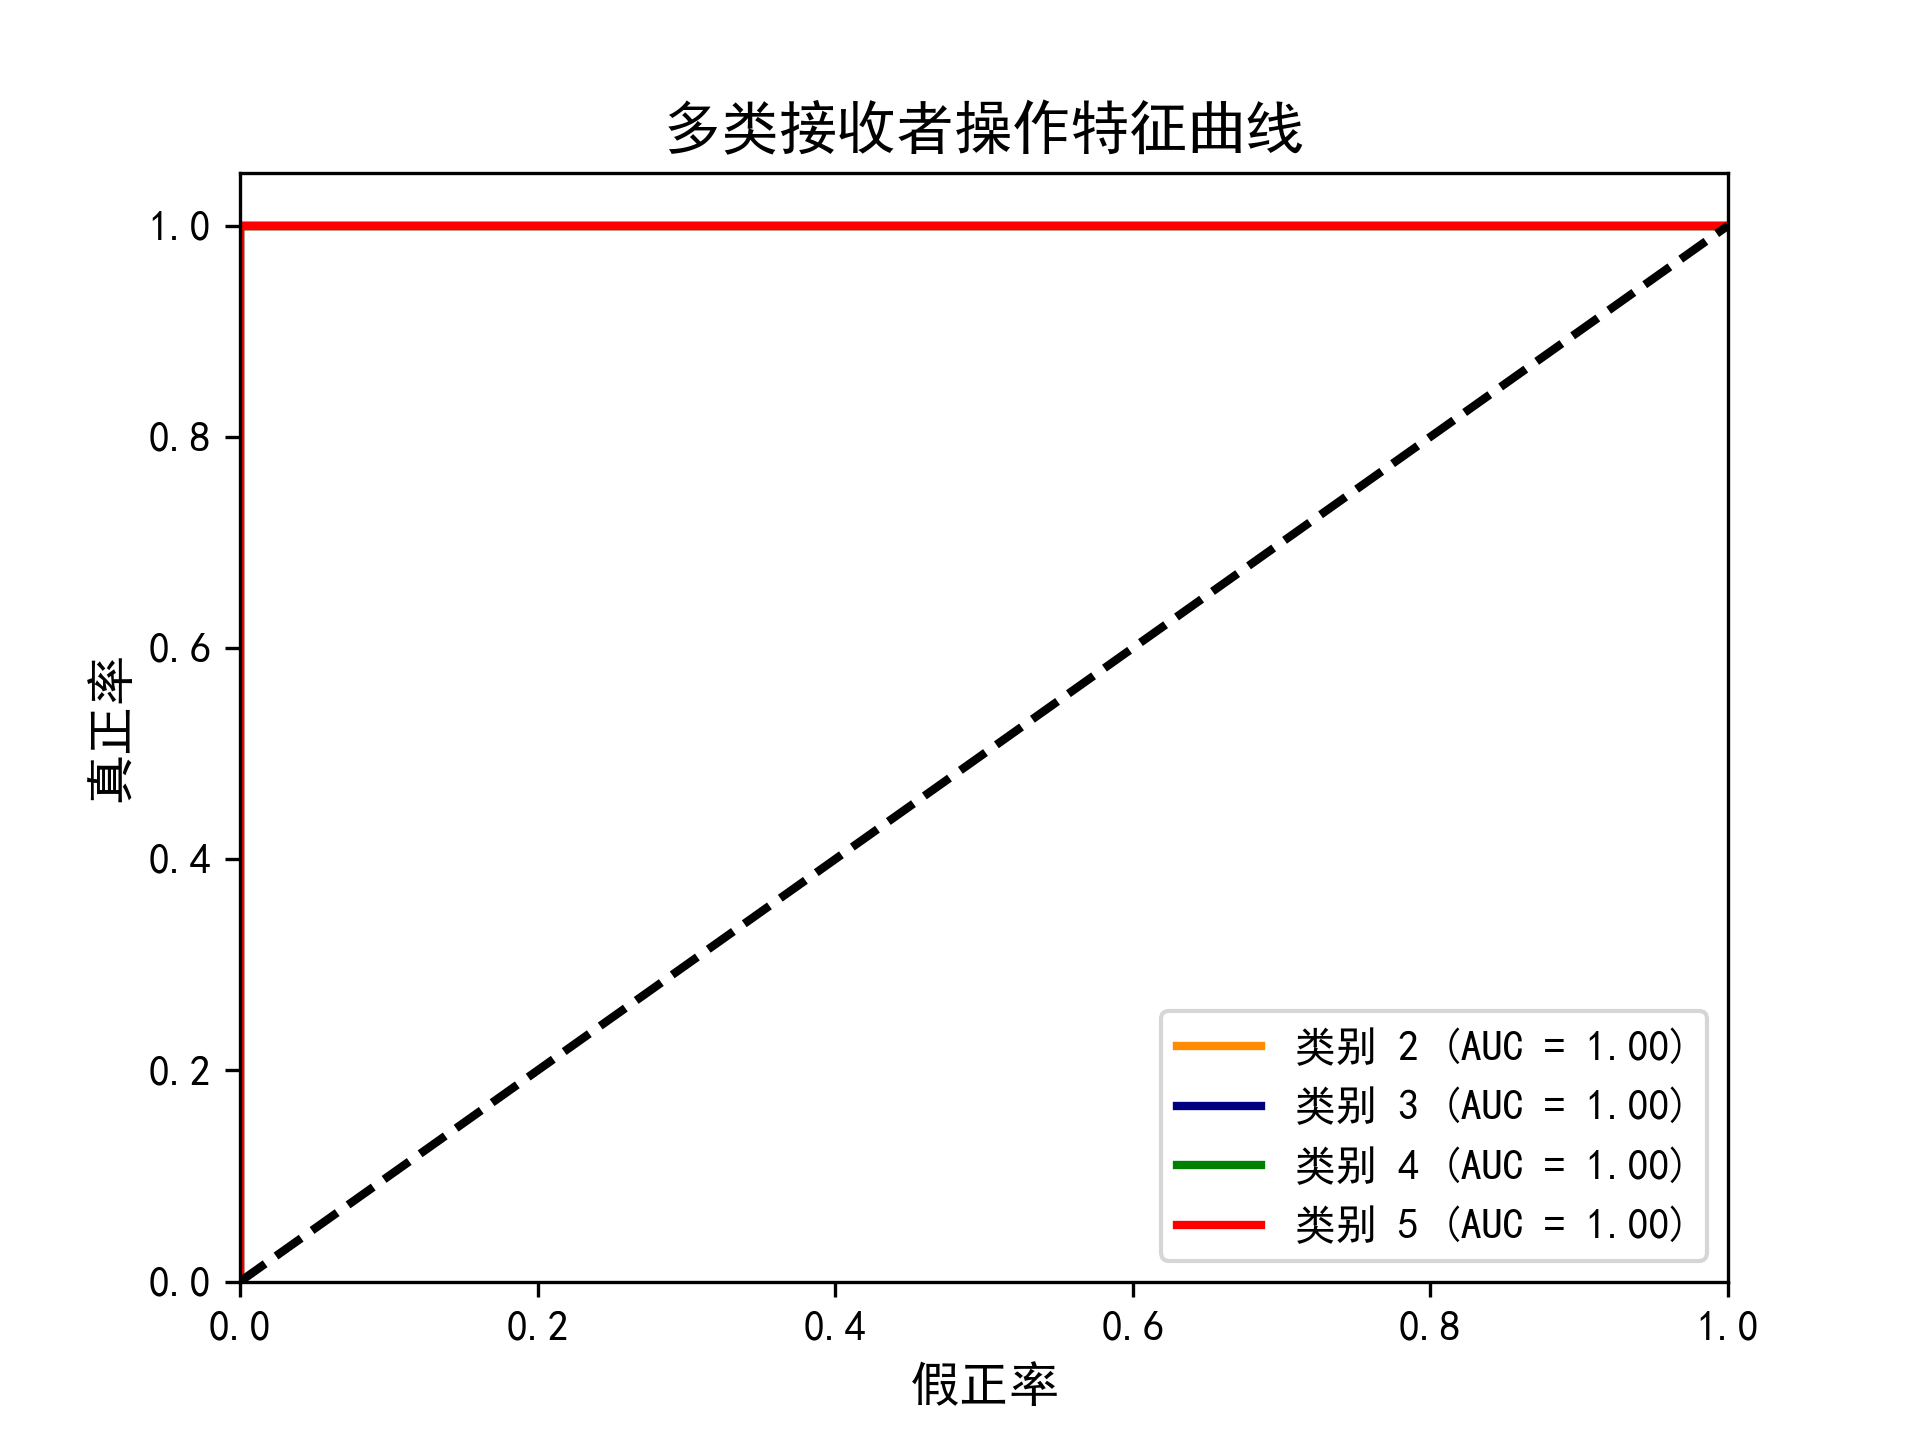 多类接收者操作特征曲线
真正率
1.0
0.8
0.6
0.4
0.2
0.0
0.0 0.2 0.4 0.6 0.8 1.0
假正率
类别 2 (AUC = 1.00)
类别 3 (AUC = 1.00)
类别 4 (AUC = 1.00)
类别 5 (AUC = 1.00)